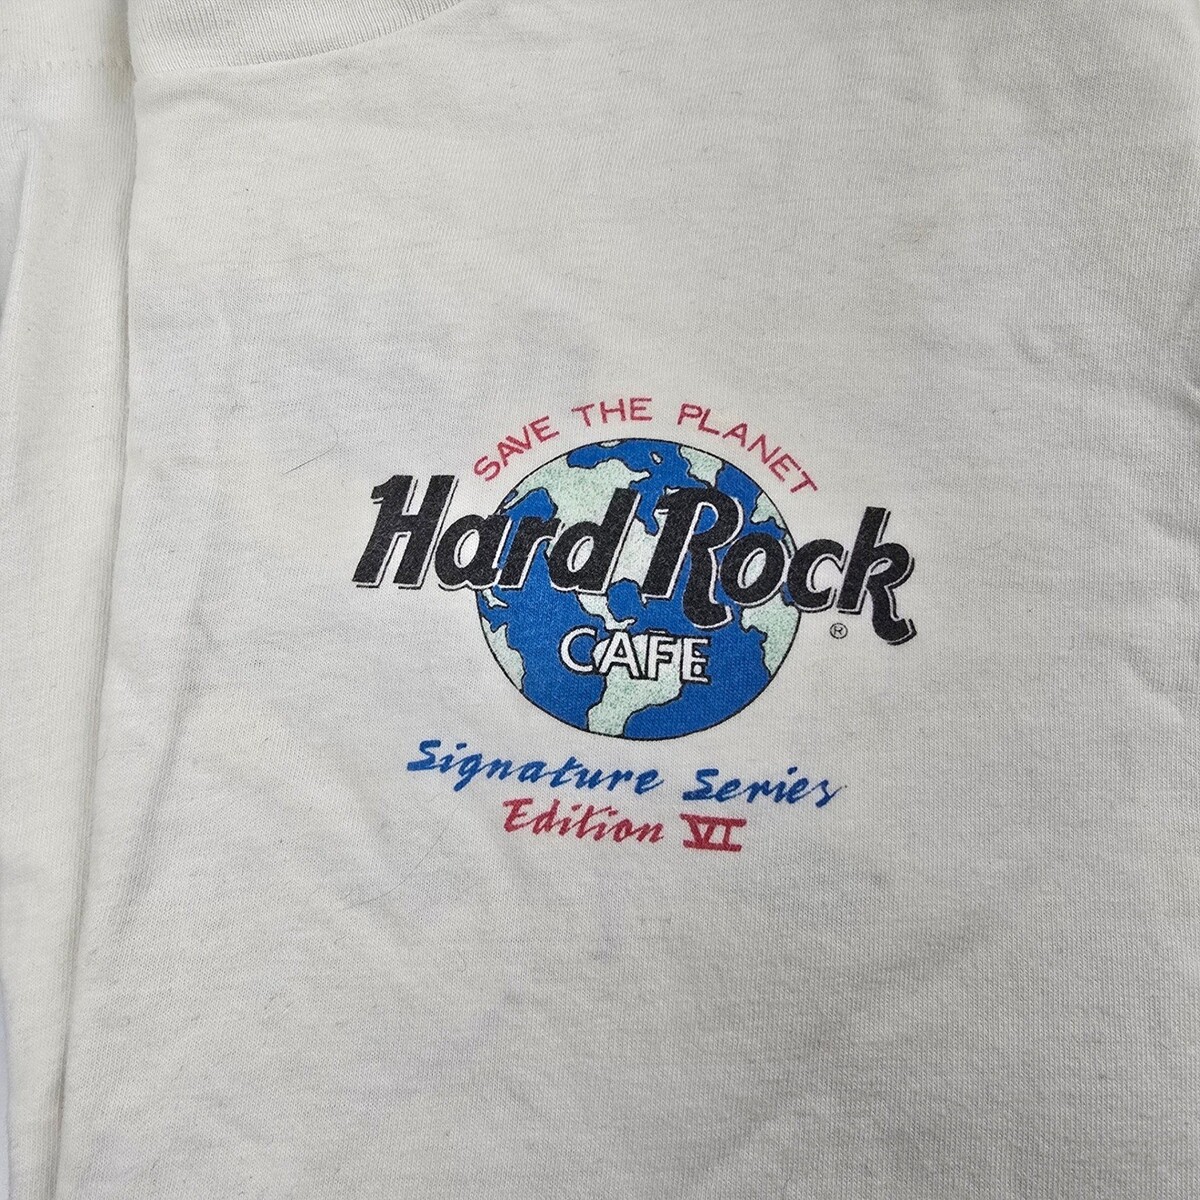 SAVE THE PLANET
Hard Rock
®
CAFE
Signature Series
Edition VI